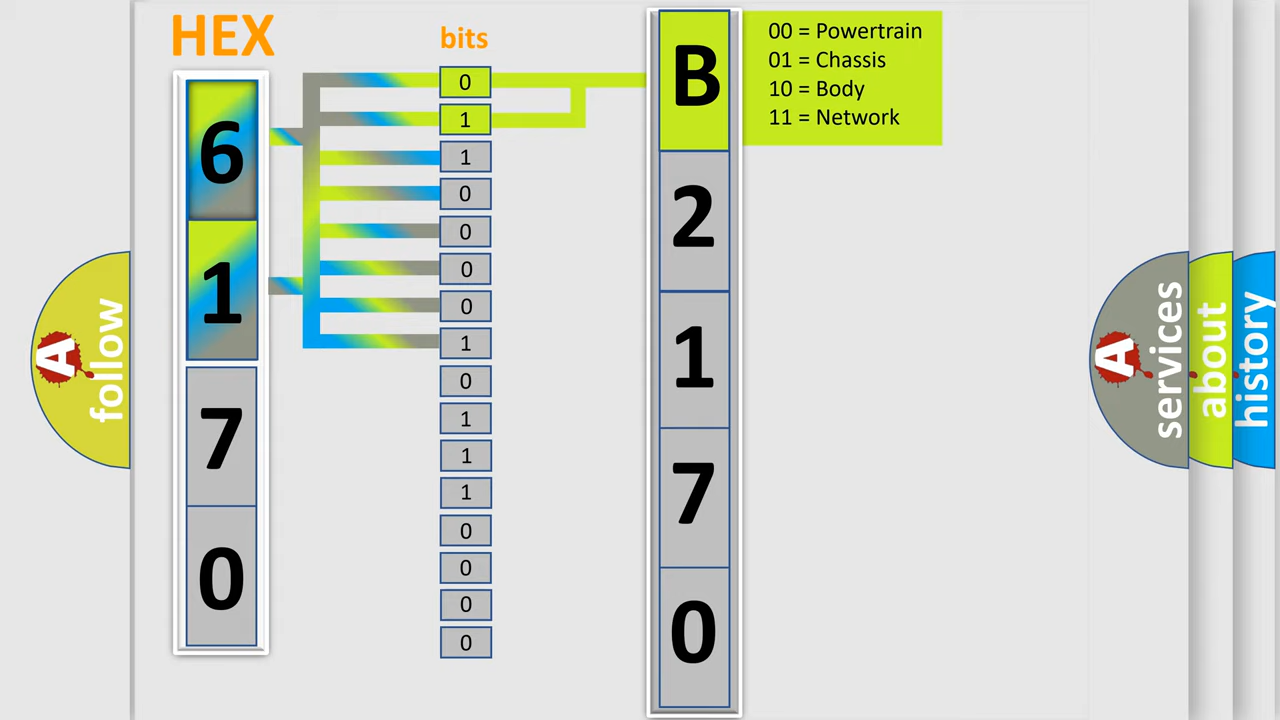 HEX
bits
6
1
7
0
0
1
1
0
0
0
0
1
0
1
1
1
0
0
0
0
B
2
1
7
0
00 = Powertrain
01 = Chassis
10 = Body
11 = Network
A
follow
A
services
about
history